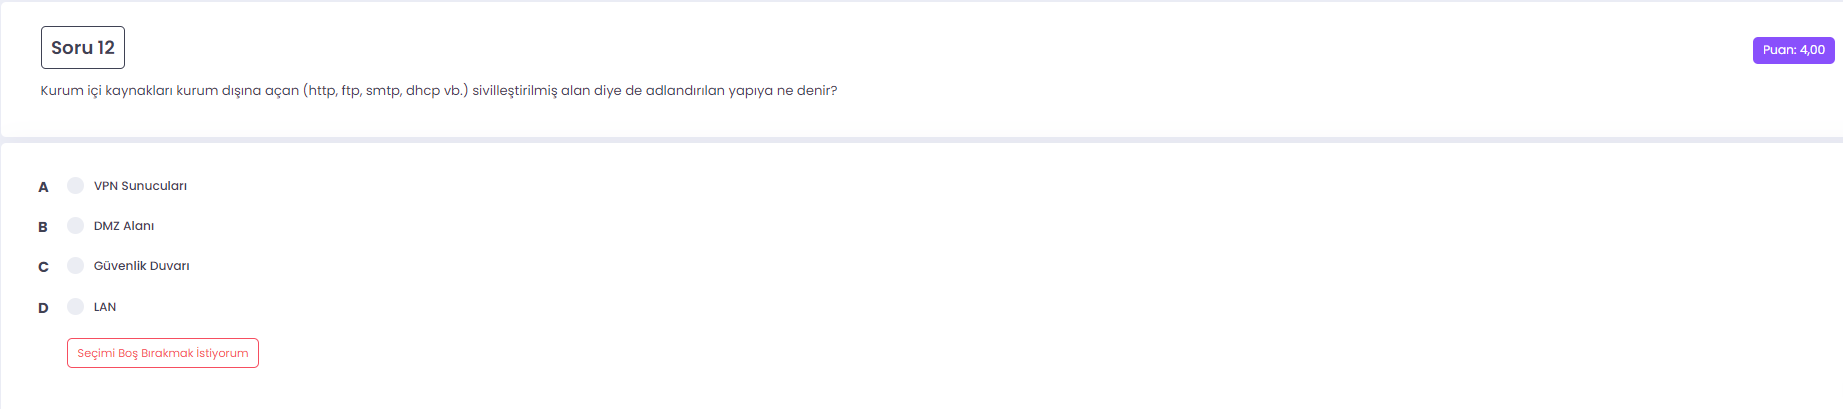 Soru 12
Puan: 4,00
Kurum içi kaynakları kurum dışına açan (http, ftp, smtp, dhcp vb.) sivilleştirilmiş alan diye de adlandırılan yapıya ne denir?
A VPN Sunucuları
B DMZ Alanı
C Güvenlik Duvarı
D LAN
Seçimi Boş Bırakmak İstiyorum